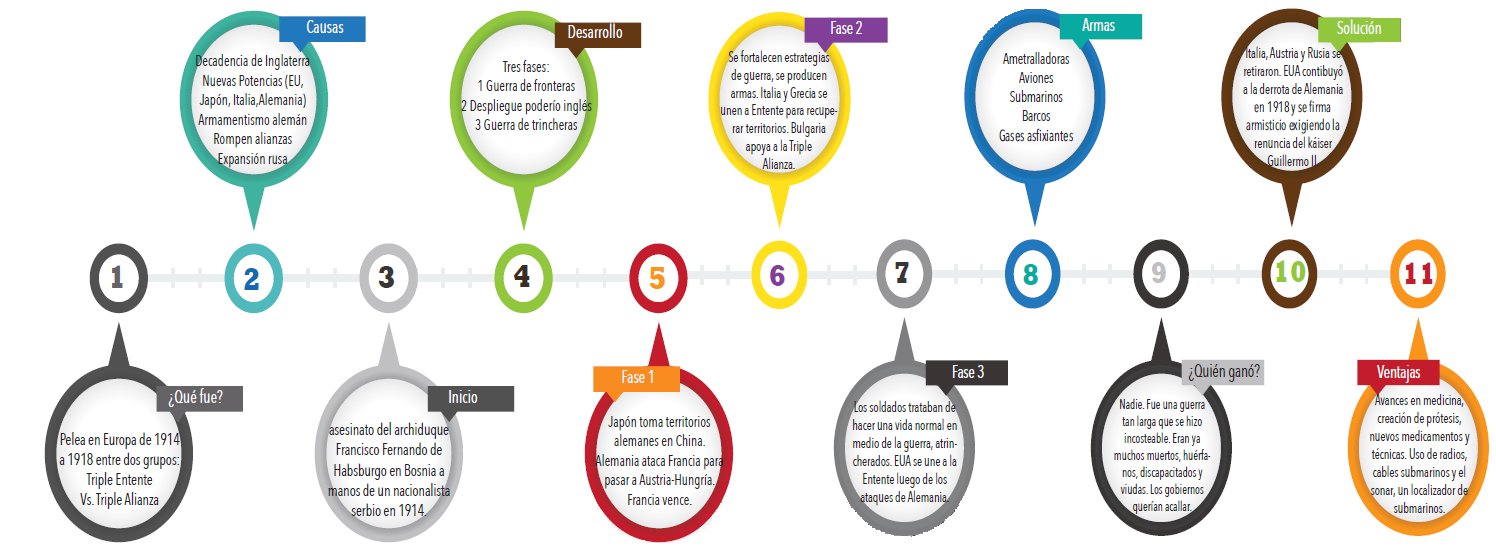 Causas
Decadencia de Inglaterra
Nuevas Potencias (EU,
Japón, Italia,Alemania)
Armamentismo alemán
Rompen alianzas
Expansión rusa
Desarrollo
Tres fases:
1 Guerra de fronteras
2 Despliegue poderío inglés
3 Guerra de trincheras
Fase 2
Se fortalecen estrategias
de guerra, se producen
armas. Italia y Grecia se
unen a Entente para recupe-
rar territorios. Bulgaria
apoya a la Triple
Alianza.
Armas
Ametralladoras
Aviones
Submarinos
Barcos
Gases asfixiantes
Solución
Italia, Austria y Rusia se
retiraron. EUA contibuyó
a la derrota de Alemania
en 1918 y se firma
armisticio exigiendo la
renuncia del káiser
Guillermo II.
1
2
3
4
5
6
7
8
9
10
11
¿Qué fue?
Pelea en Europa de 1914
a 1918 entre dos grupos:
Triple Entente
Vs. Triple Alianza
Inicio
asesinato del archiduque
Francisco Fernando de
Habsburgo en Bosnia a
manos de un nacionalista
serbio en 1914.
Fase 1
Japón toma territorios
alemanes en China.
Alemania ataca Francia para
pasar a Austria-Hungría.
Francia vence.
Fase 3
Los soldados trataban de
hacer una vida normal en
medio de la guerra, atrin-
cherados. EUA se une a la
Entente luego de los
ataques de Alemania.
¿Quién ganó?
Nadie. Fue una guerra
tan larga que se hizo
incosteable. Eran ya
muchos muertos, huérfa-
nos, discapacitados y
viudas. Los gobiernos
querían acallar.
Ventajas
Avances en medicina,
creación de prótesis,
nuevos medicamentos y
técnicas. Uso de radios,
cables submarinos y el
sonar, un localizador de
submarinos.